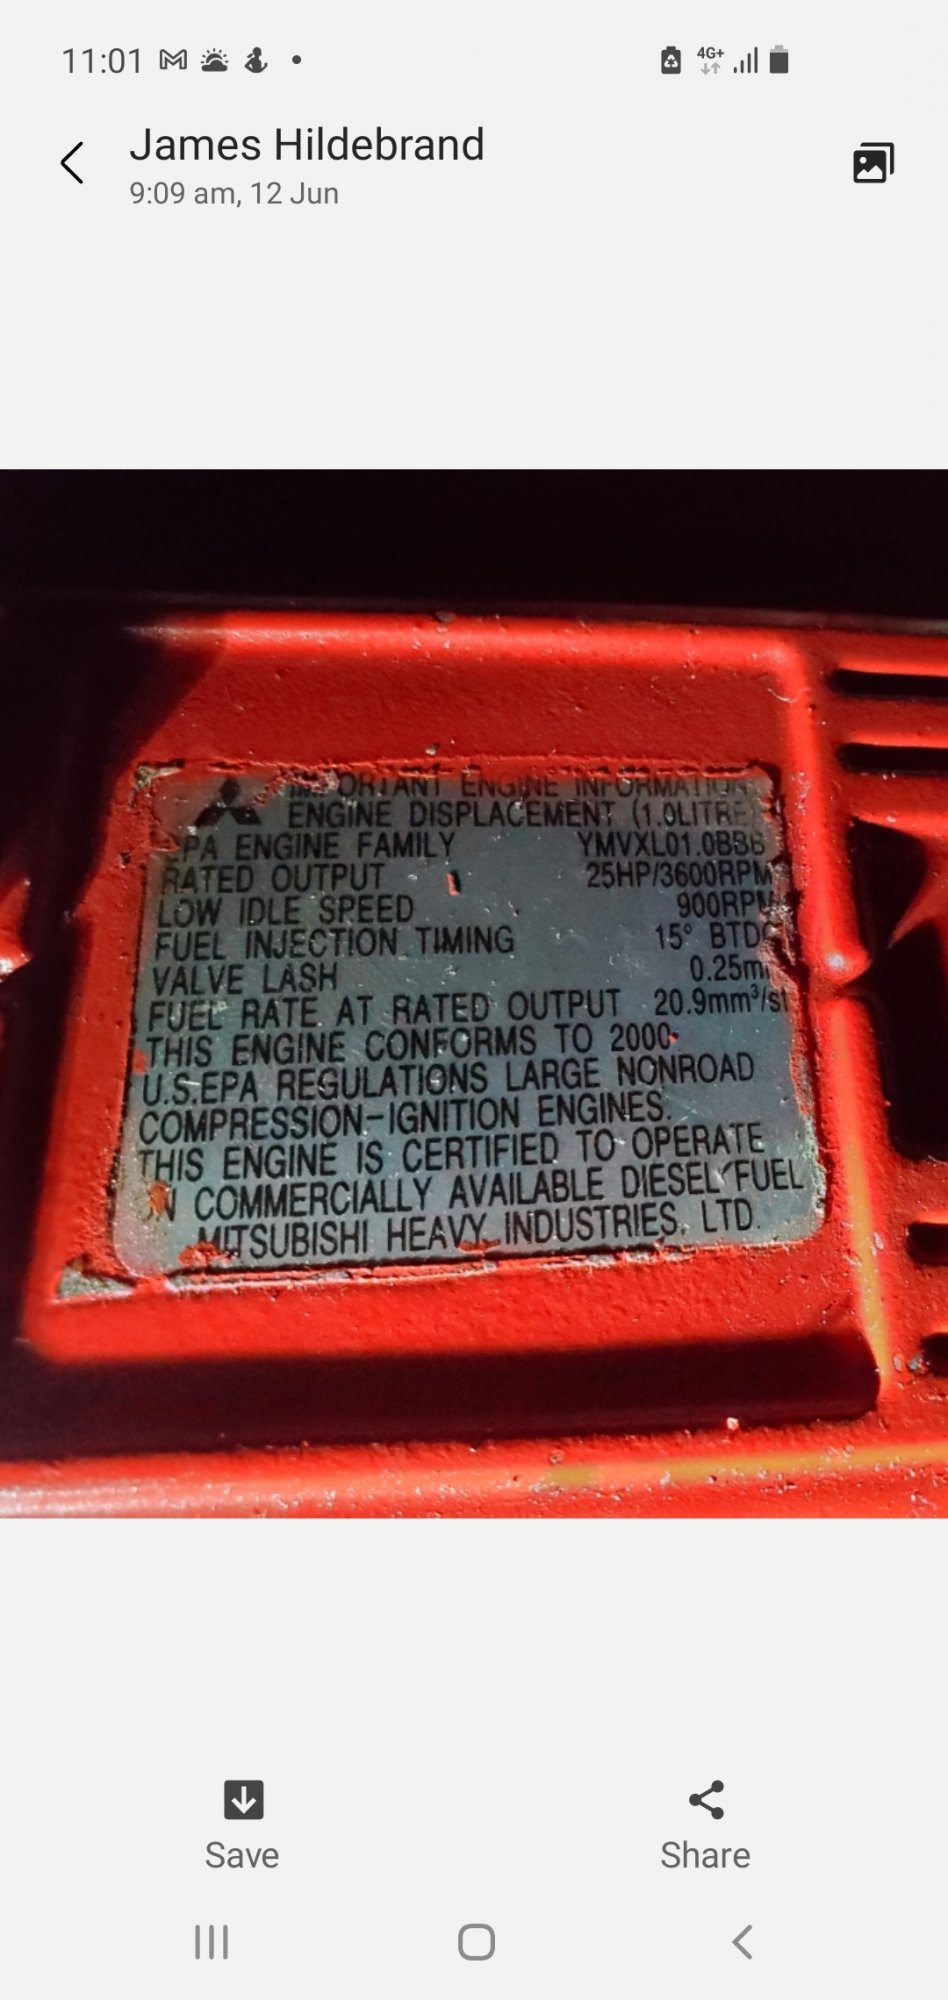 11:01
4G+
James Hildebrand
9:09 am, 12 Jun
ENGINE INFORMATION
ENGINE DISPLACEMENT (1.0LITRE
EPA ENGINE FAMILY YMVXL01.0BBB
RATED OUTPUT 25HP/3600RPM
LOW IDLE SPEED 900RPM
FUEL INJECTION TIMING 15° BTDC
VALVE LASH 0.25m
FUEL RATE AT RATED OUTPUT 20.9mm³/st
THIS ENGINE CONFORMS TO 2000
U.S.EPA REGULATIONS LARGE NONROAD
COMPRESSION-IGNITION ENGINES.
THIS ENGINE IS CERTIFIED TO OPERATE
ON COMMERCIALLY AVAILABLE DIESEL FUEL
MITSUBISHI HEAVY INDUSTRIES, LTD.
Save
Share